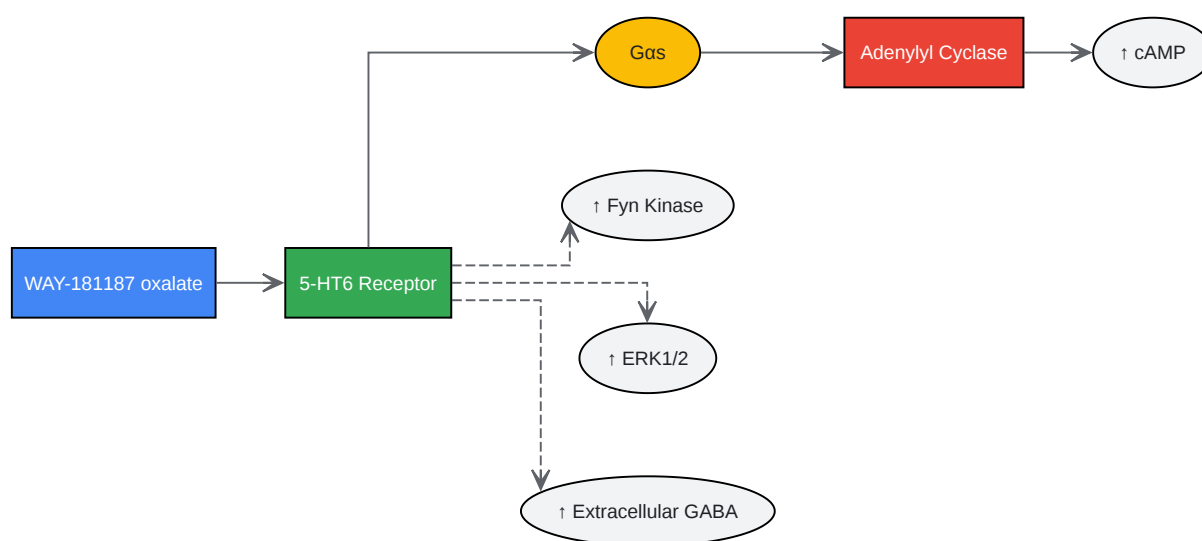 Gαs
Adenylyl Cyclase
↑ cAMP
↑ Fyn Kinase
WAY-181187 oxalate
5-HT6 Receptor
↑ ERK1/2
↑ Extracellular GABA